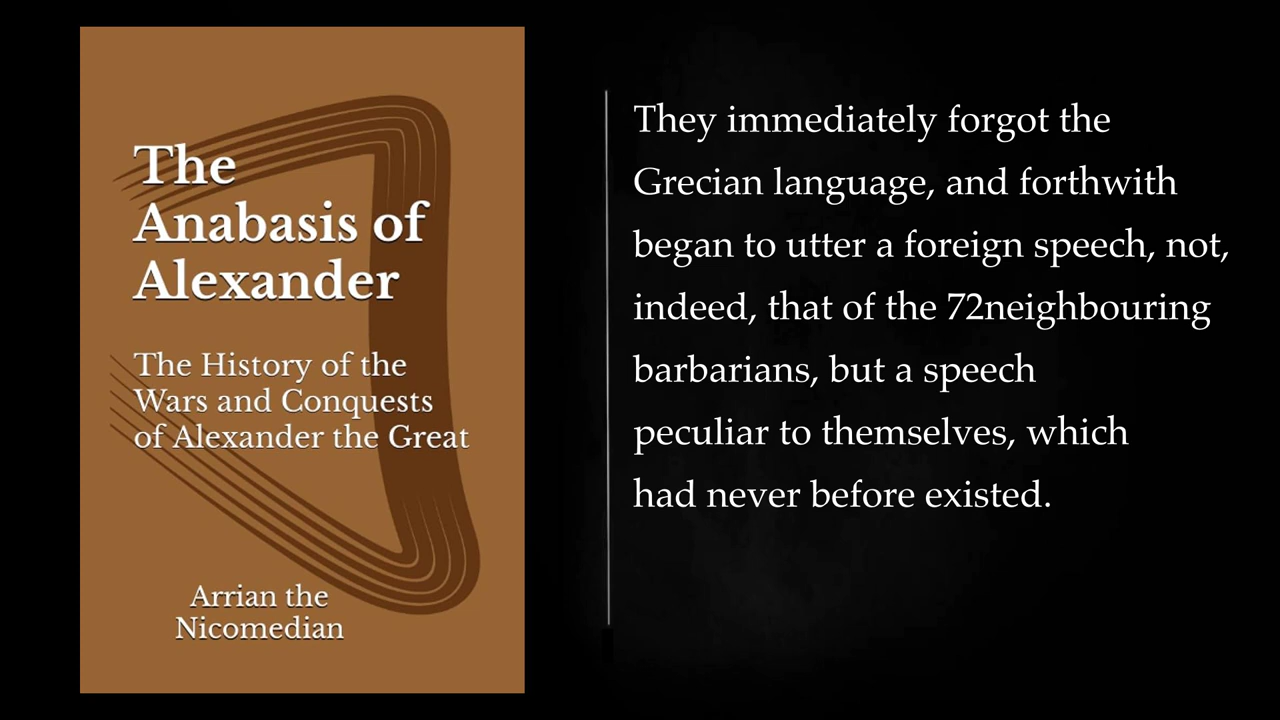 The
Anabasis of
Alexander
The History of the
Wars and Conquests
of Alexander the Great
Arrian the
Nicomedian
They immediately forgot the
Grecian language, and forthwith
began to utter a foreign speech, not,
indeed, that of the 72neighbouring
barbarians, but a speech
peculiar to themselves, which
had never before existed.